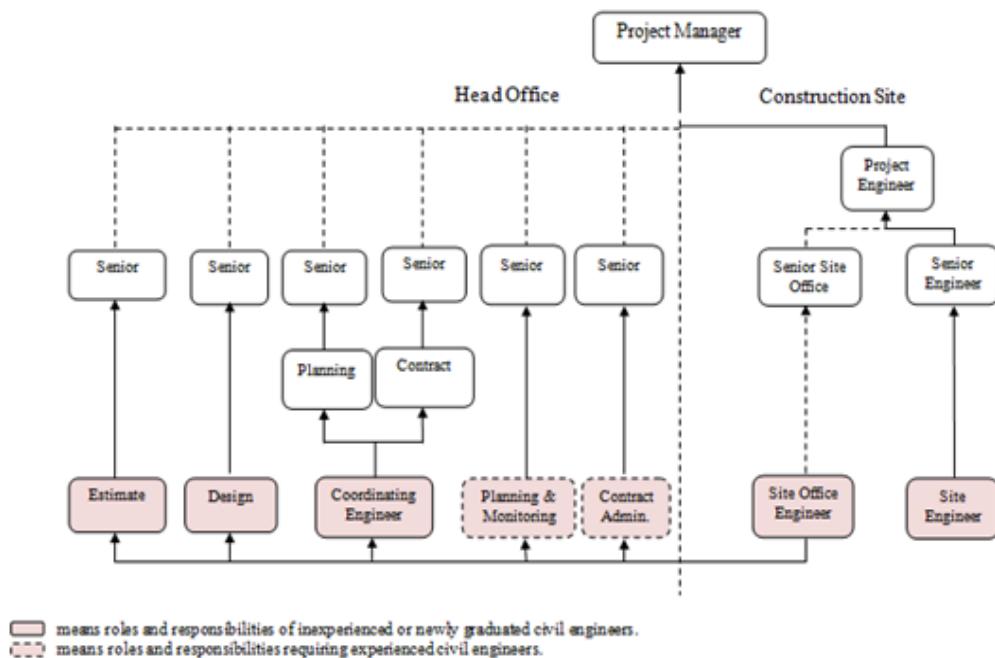 Project Manager
Head Office
Construction Site
Project
Engineer
Senior
Senior
Senior
Senior
Senior
Senior
Senior Site
Office
Senior
Engineer
Planning
Contract
Estimate
Design
Coordinating
Engineer
Planning &
Monitoring
Contract
Admin.
Site Office
Engineer
Site
Engineer
means roles and responsibilities of inexperienced or newly graduated civil engineers.
means roles and responsibilities requiring experienced civil engineers.